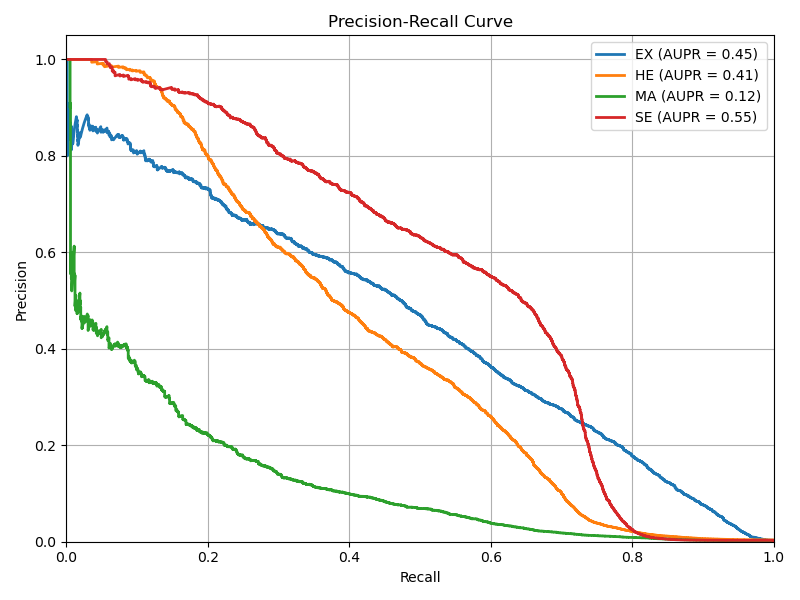 Precision-Recall Curve
EX (AUPR = 0.45)
HE (AUPR = 0.41)
MA (AUPR = 0.12)
SE (AUPR = 0.55)
Precision
1.0
0.8
0.6
0.4
0.2
0.0
0.0 0.2 0.4 0.6 0.8 1.0
Recall